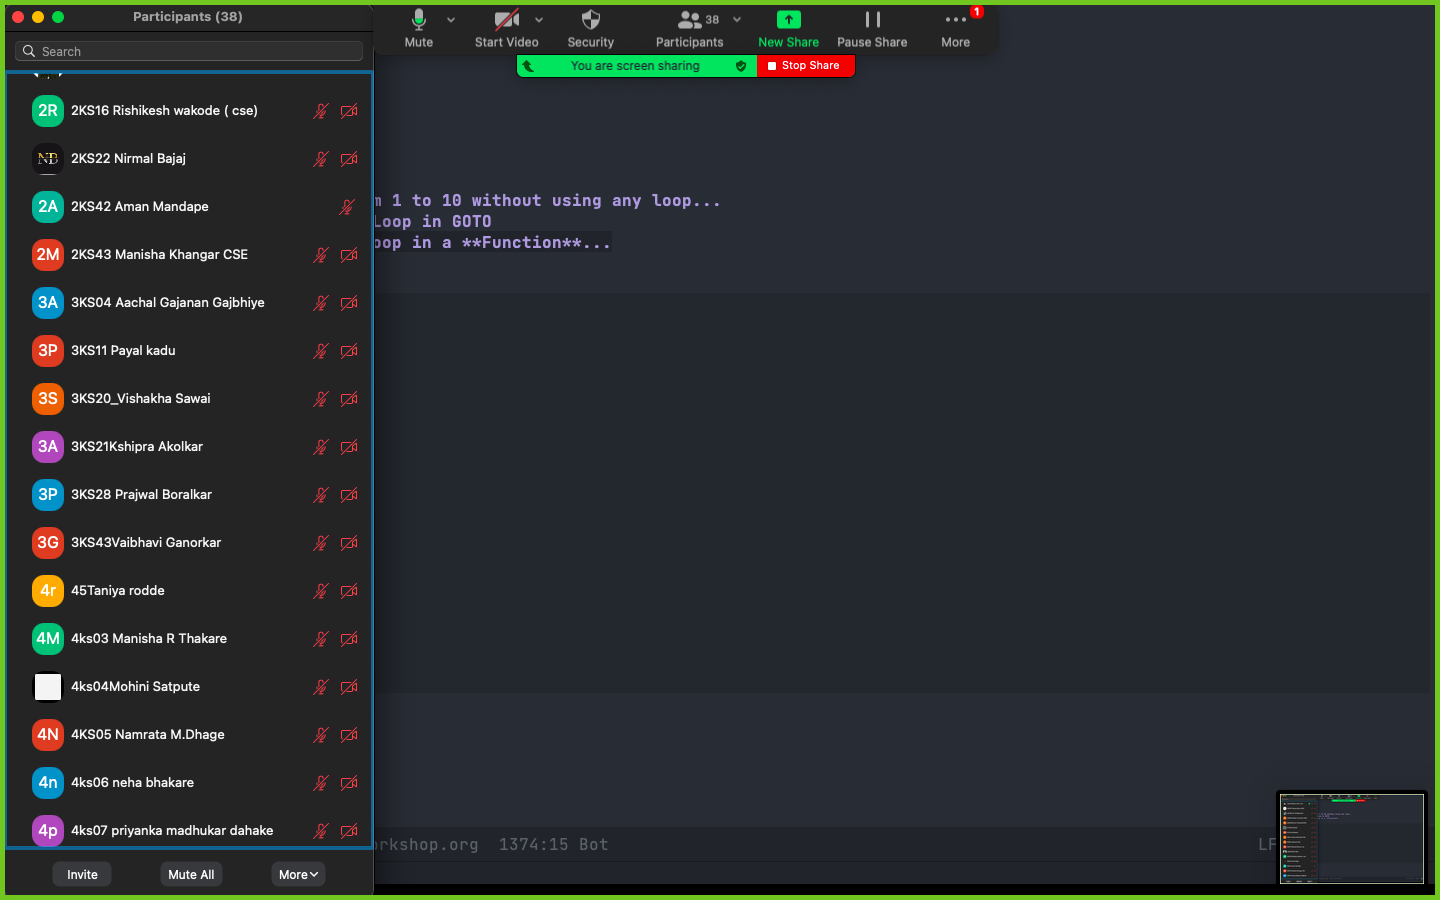 Participants (38)
Search
2R 2KS16 Rishikesh wakode ( cse)
ND 2KS22 Nirmal Bajaj
2A 2KS42 Aman Mandape
2M 2KS43 Manisha Khangar CSE
3A 3KS04 Aachal Gajanan Gajbhiye
3P 3KS11 Payal kadu
3S 3KS20_Vishakha Sawai
3A 3KS21Kshipra Akolkar
3P 3KS28 Prajwal Boralkar
3G 3KS43Vaibhavi Ganorkar
4r 45Taniya rodde
4M 4ks03 Manisha R Thakare
4ks04Mohini Satpute
4N 4KS05 Namrata M.Dhage
4n 4ks06 neha bhakare
4p 4ks07 priyanka madhukar dahake
Invite Mute All More
Mute Start Video Security Participants 38 New Share Pause Share More 1
You are screen sharing Stop Share
m 1 to 10 without using any loop...
Loop in GOTO
oop in a **Function**...
orkshop.org 1374:15 Bot LF